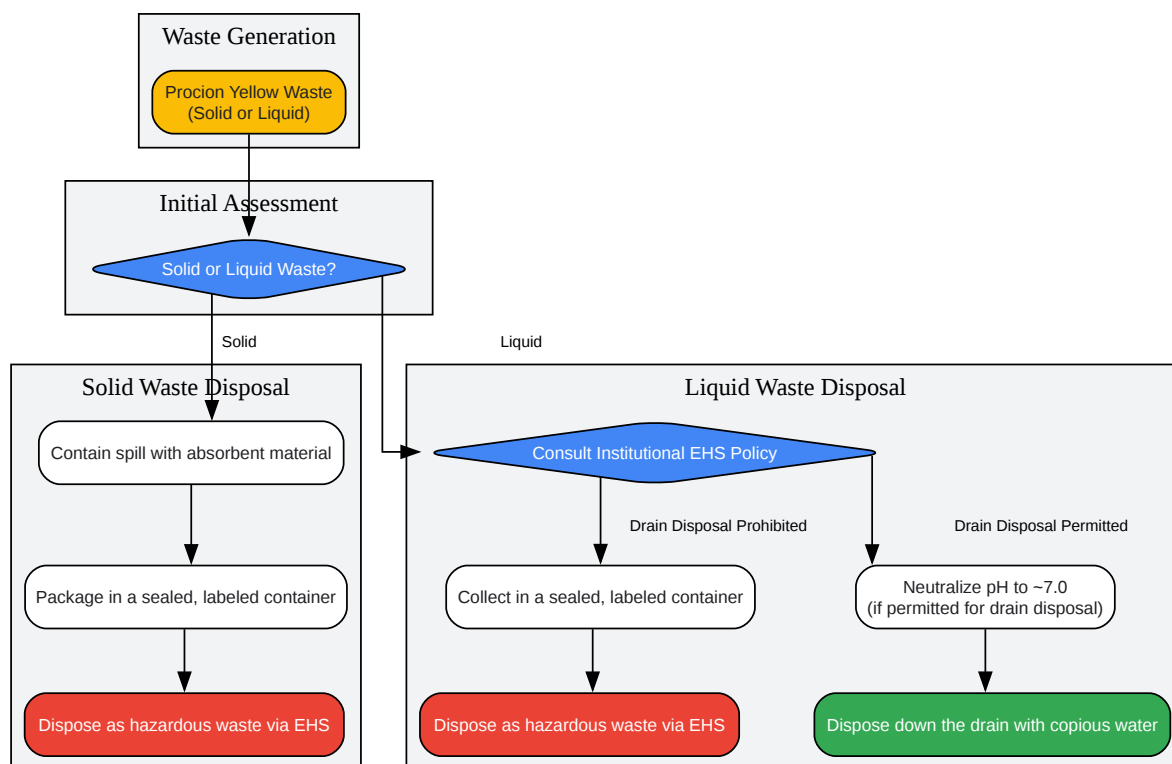 Waste Generation
Procion Yellow Waste
(Solid or Liquid)
Initial Assessment
Solid or Liquid Waste?
Solid
Liquid
Solid Waste Disposal
Contain spill with absorbent material
Package in a sealed, labeled container
Dispose as hazardous waste via EHS
Liquid Waste Disposal
Consult Institutional EHS Policy
Drain Disposal Prohibited
Drain Disposal Permitted
Collect in a sealed, labeled container
Neutralize pH to ~7.0
(if permitted for drain disposal)
Dispose as hazardous waste via EHS
Dispose down the drain with copious water